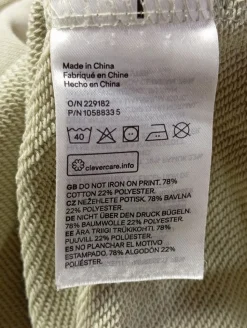 Made in China
Fabriqué en Chine
Hecho en China
O/N 229182
P/N 10588335
40
clevercare.info
GB DO NOT IRON ON PRINT. 78%
COTTON 22% POLYESTER.
CZ NEŽEHLETE POTISK. 78% BAVLNA
22% POLYESTER.
DE NICHT ÜBER DEN DRUCK BÜGELN.
78% BAUMWOLLE 22% POLYESTER.
EE ÄRA TRIIGI TRÜKIKOHTI. 78%
PUUVILL 22% POLÜESTER.
ES NO PLANCHAR EL MOTIVO
ESTAMPADO. 78% ALGODÓN 22%
POLIÉSTER.